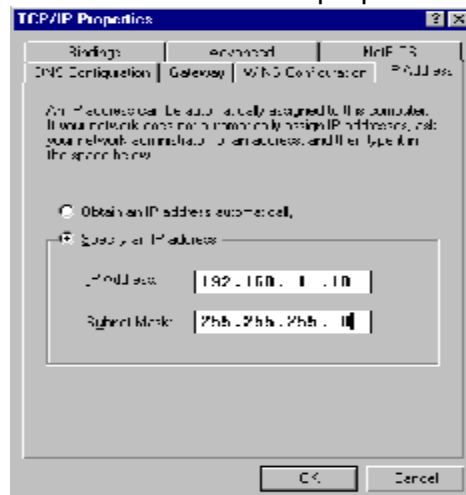 TCP/IP Properties
Bindings Advanced NetBIOS
DNS Configuration Gateway WINS Configuration IP Address
An IP address can be automatically assigned to this computer.
If your network does not automatically assign IP addresses, ask
your network administrator for an address, and then type it in
the space below.
Obtain an IP address automatically
Specify an IP address
IP Address: 192.168. .10
Subnet Mask: 255.255.255. 0
OK Cancel